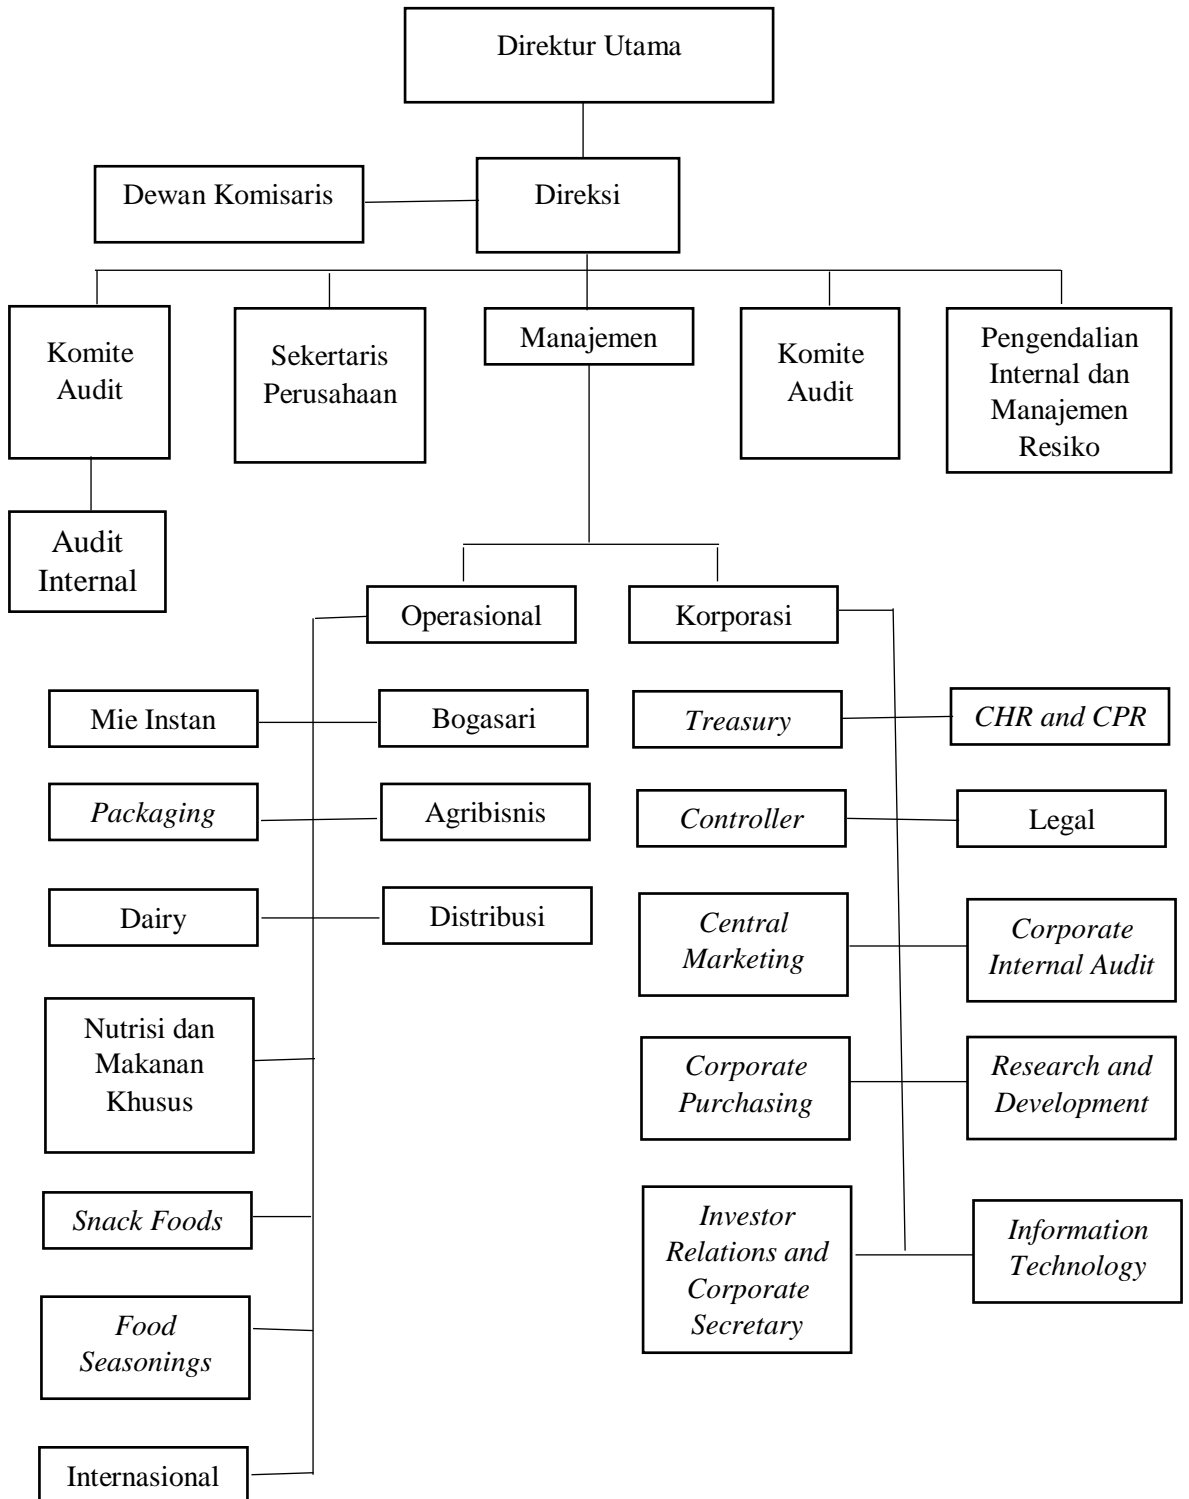 Direktur Utama
Dewan Komisaris
Direksi
Komite
Audit
Sekertaris
Perusahaan
Manajemen
Komite
Audit
Pengendalian
Internal dan
Manajemen
Resiko
Audit
Internal
Operasional
Korporasi
Mie Instan
Bogasari
Treasury
CHR and CPR
Packaging
Agribisnis
Controller
Legal
Dairy
Distribusi
Central
Marketing
Corporate
Internal Audit
Nutrisi dan
Makanan
Khusus
Corporate
Purchasing
Research and
Development
Snack Foods
Investor
Relations and
Corporate
Secretary
Information
Technology
Food
Seasonings
Internasional